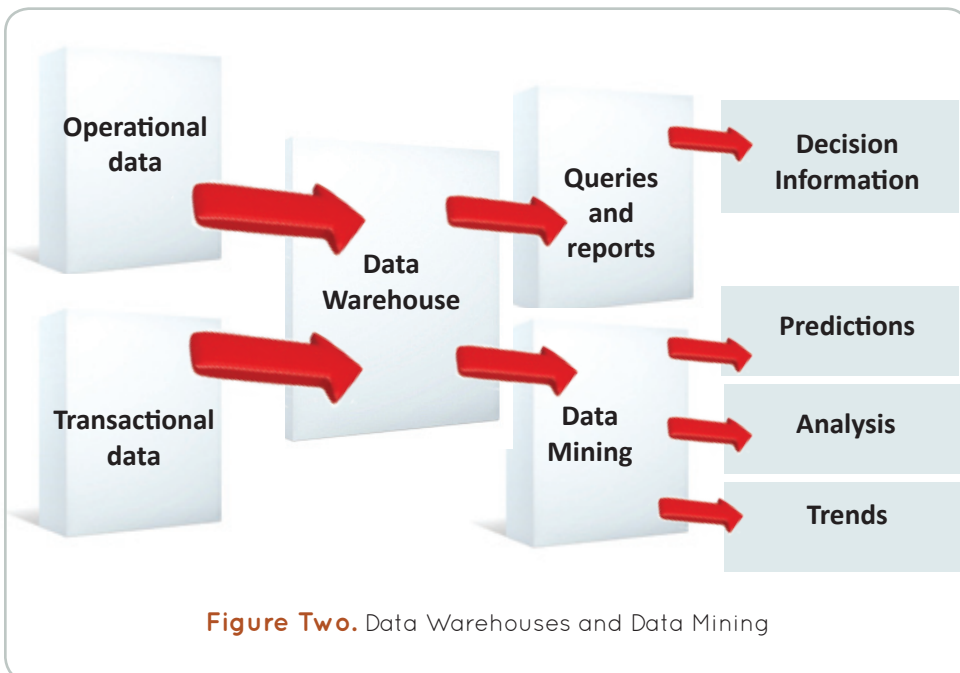 Operational
data
Transactional
data
Data
Warehouse
Queries
and
reports
Data
Mining
Decision
Information
Predictions
Analysis
Trends
Figure Two. Data Warehouses and Data Mining